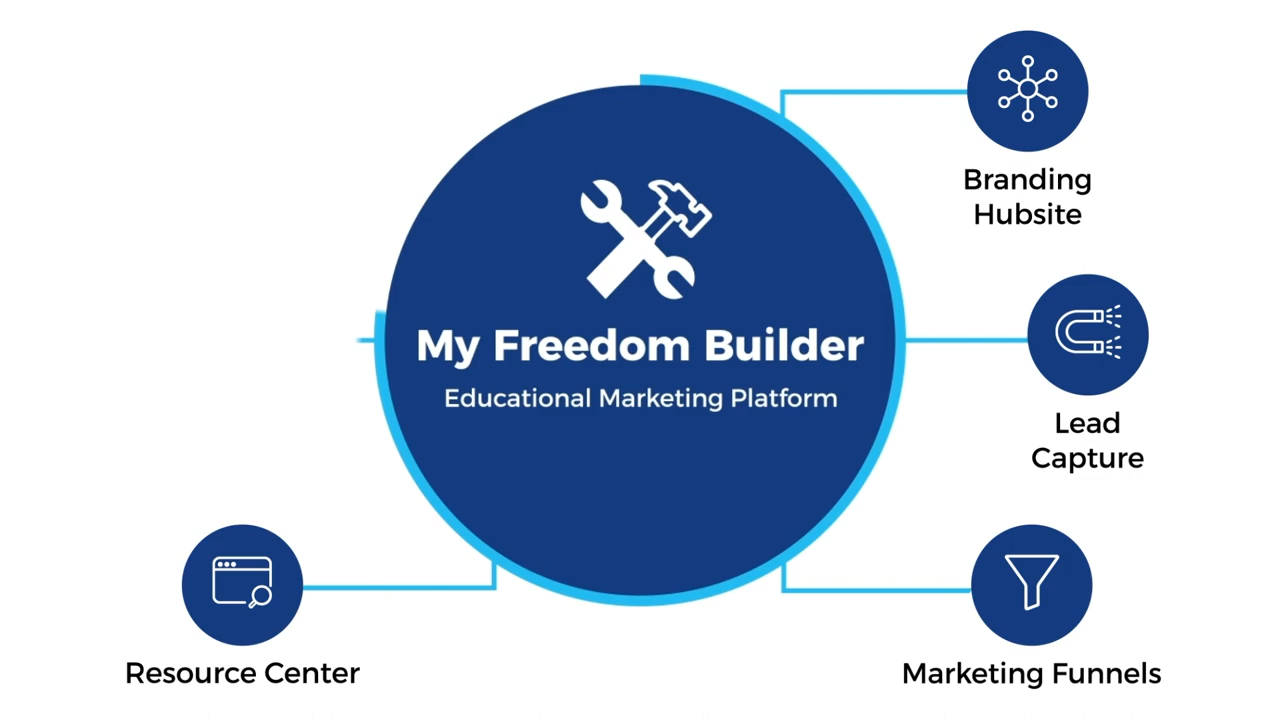 My Freedom Builder
Educational Marketing Platform
Branding
Hubsite
Lead
Capture
Marketing Funnels
Resource Center